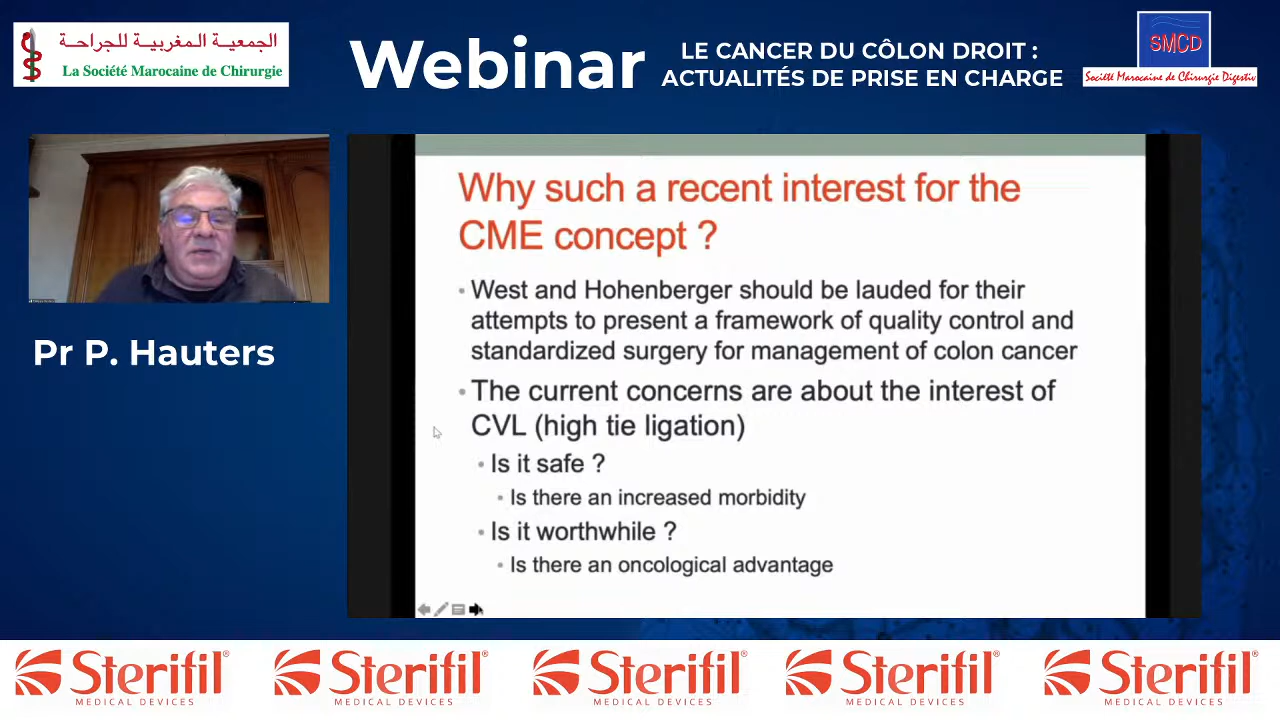 الجمعية المغربية للجراحة
La Société Marocaine de Chirurgie
Webinar
LE CANCER DU CÔLON DROIT :
ACTUALITÉS DE PRISE EN CHARGE
SMCD
Société Marocaine de Chirurgie Digestiv
Pr P. Hauters
Why such a recent interest for the
CME concept ?
• West and Hohenberger should be lauded for their
attempts to present a framework of quality control and
standardized surgery for management of colon cancer
• The current concerns are about the interest of
CVL (high tie ligation)
• Is it safe ?
• Is there an increased morbidity
• Is it worthwhile ?
• Is there an oncological advantage
Sterifil® Sterifil® Sterifil® Sterifil® Sterifil®
MEDICAL DEVICES MEDICAL DEVICES MEDICAL DEVICES MEDICAL DEVICES MEDICAL DEVICES